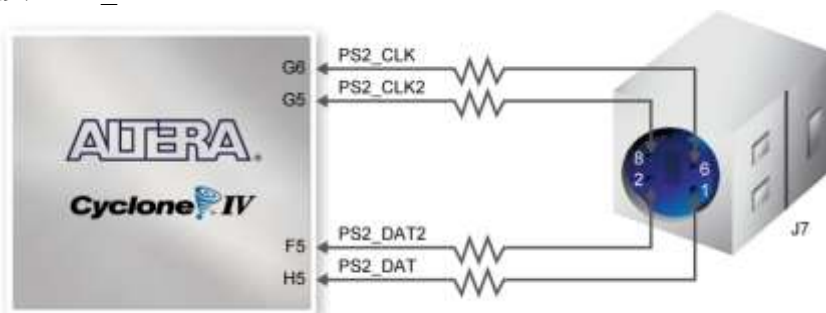 G6 PS2_CLK
G5 PS2_CLK2
ALTERA.
Cyclone IV
F5 PS2_DAT2
H5 PS2_DAT
8 6
2 1
J7